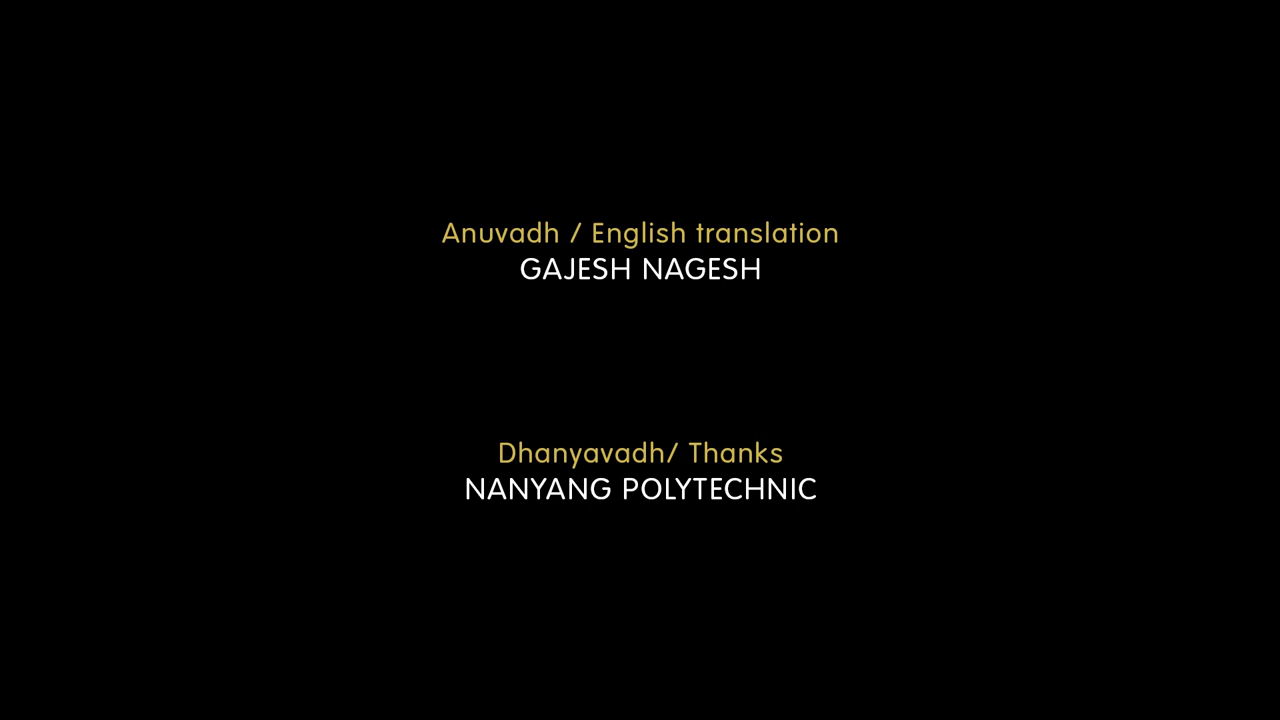 Anuvadh / English translation
GAJESH NAGESH
Dhanyavadh/ Thanks
NANYANG POLYTECHNIC